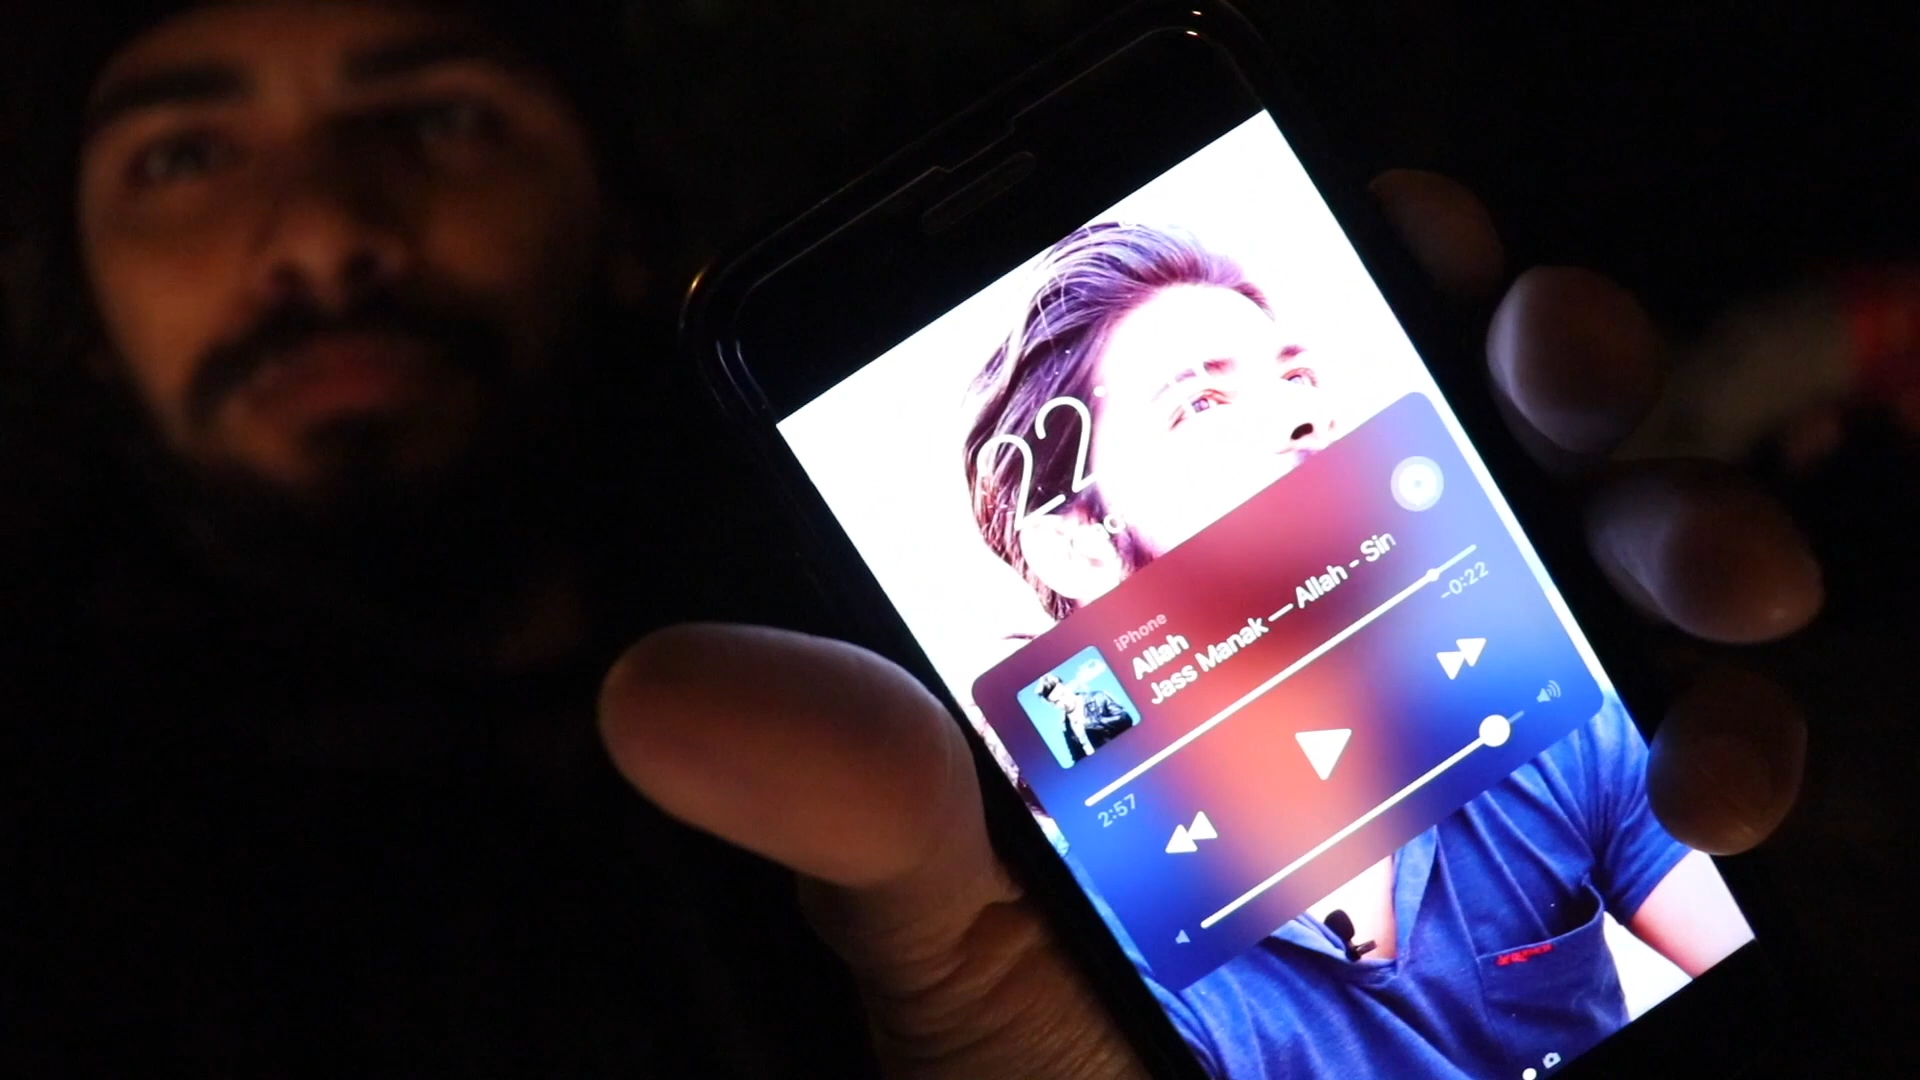 22
iPhone
Allah
Jass Manak — Allah - Sin
2:57
-0:22